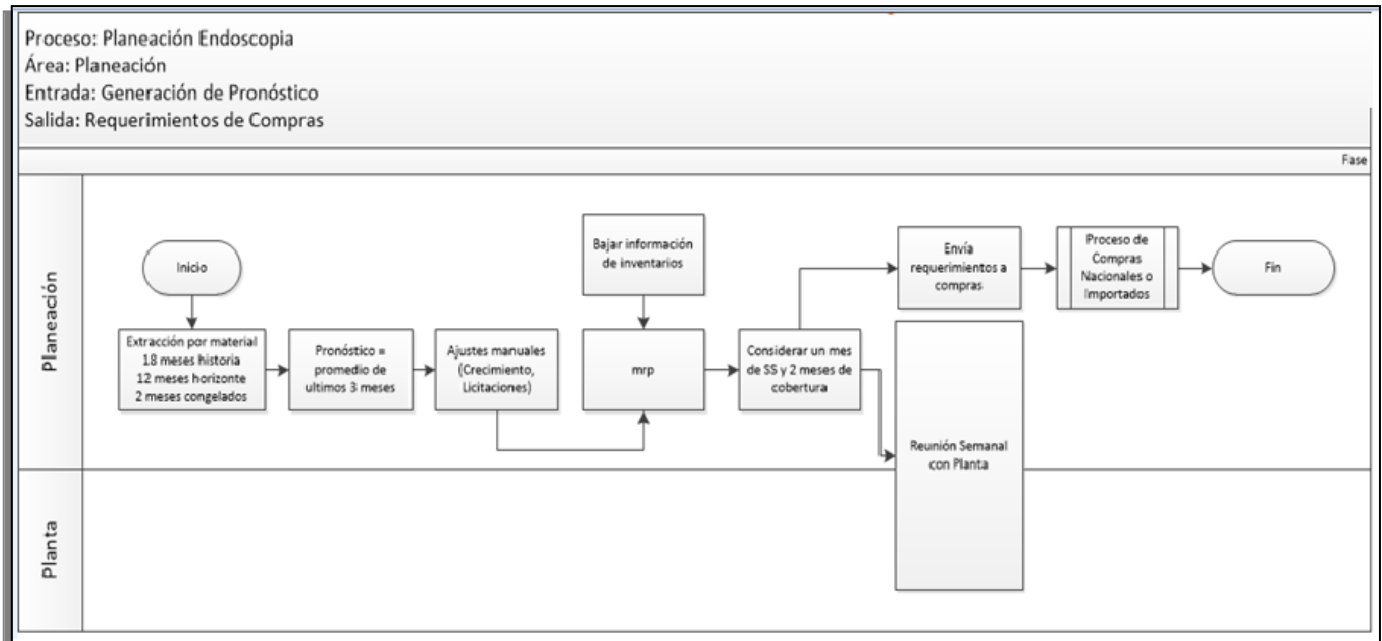 Proceso: Planeación Endoscopia
Área: Planeación
Entrada: Generación de Pronóstico
Salida: Requerimientos de Compras
Fase
Planeación
Inicio
Extracción por material
18 meses historia
12 meses horizonte
2 meses congelados
Pronóstico =
promedio de
ultimos 3 meses
Ajustes manuales
(Crecimiento,
Licitaciones)
Bajar información
de inventarios
mrp
Considerar un mes
de SS y 2 meses de
cobertura
Envía
requerimientos a
compras
Proceso de
Compras
Nacionales o
Importados
Fin
Reunión Semanal
con Planta
Planta